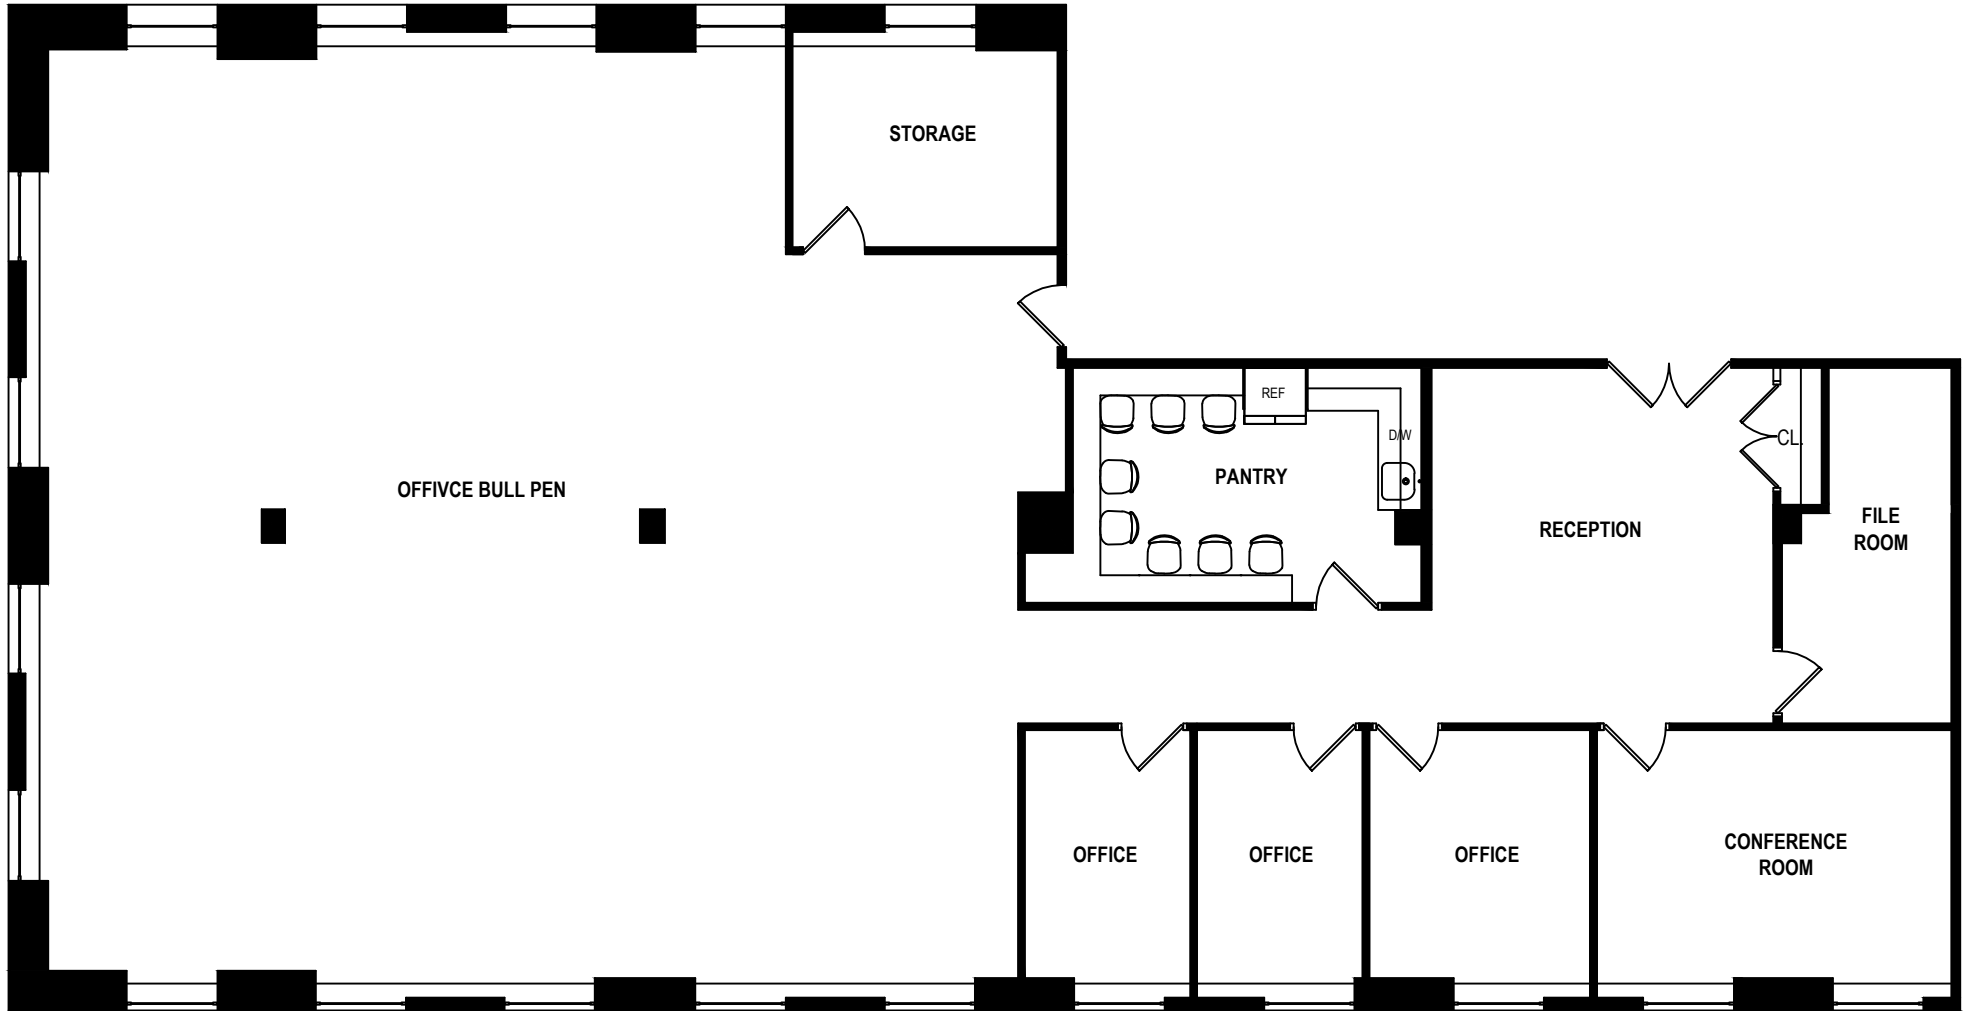 STORAGE
REF
D/W
CL.
OFFIVCE BULL PEN
PANTRY
RECEPTION
FILE
ROOM
OFFICE
OFFICE
OFFICE
CONFERENCE
ROOM